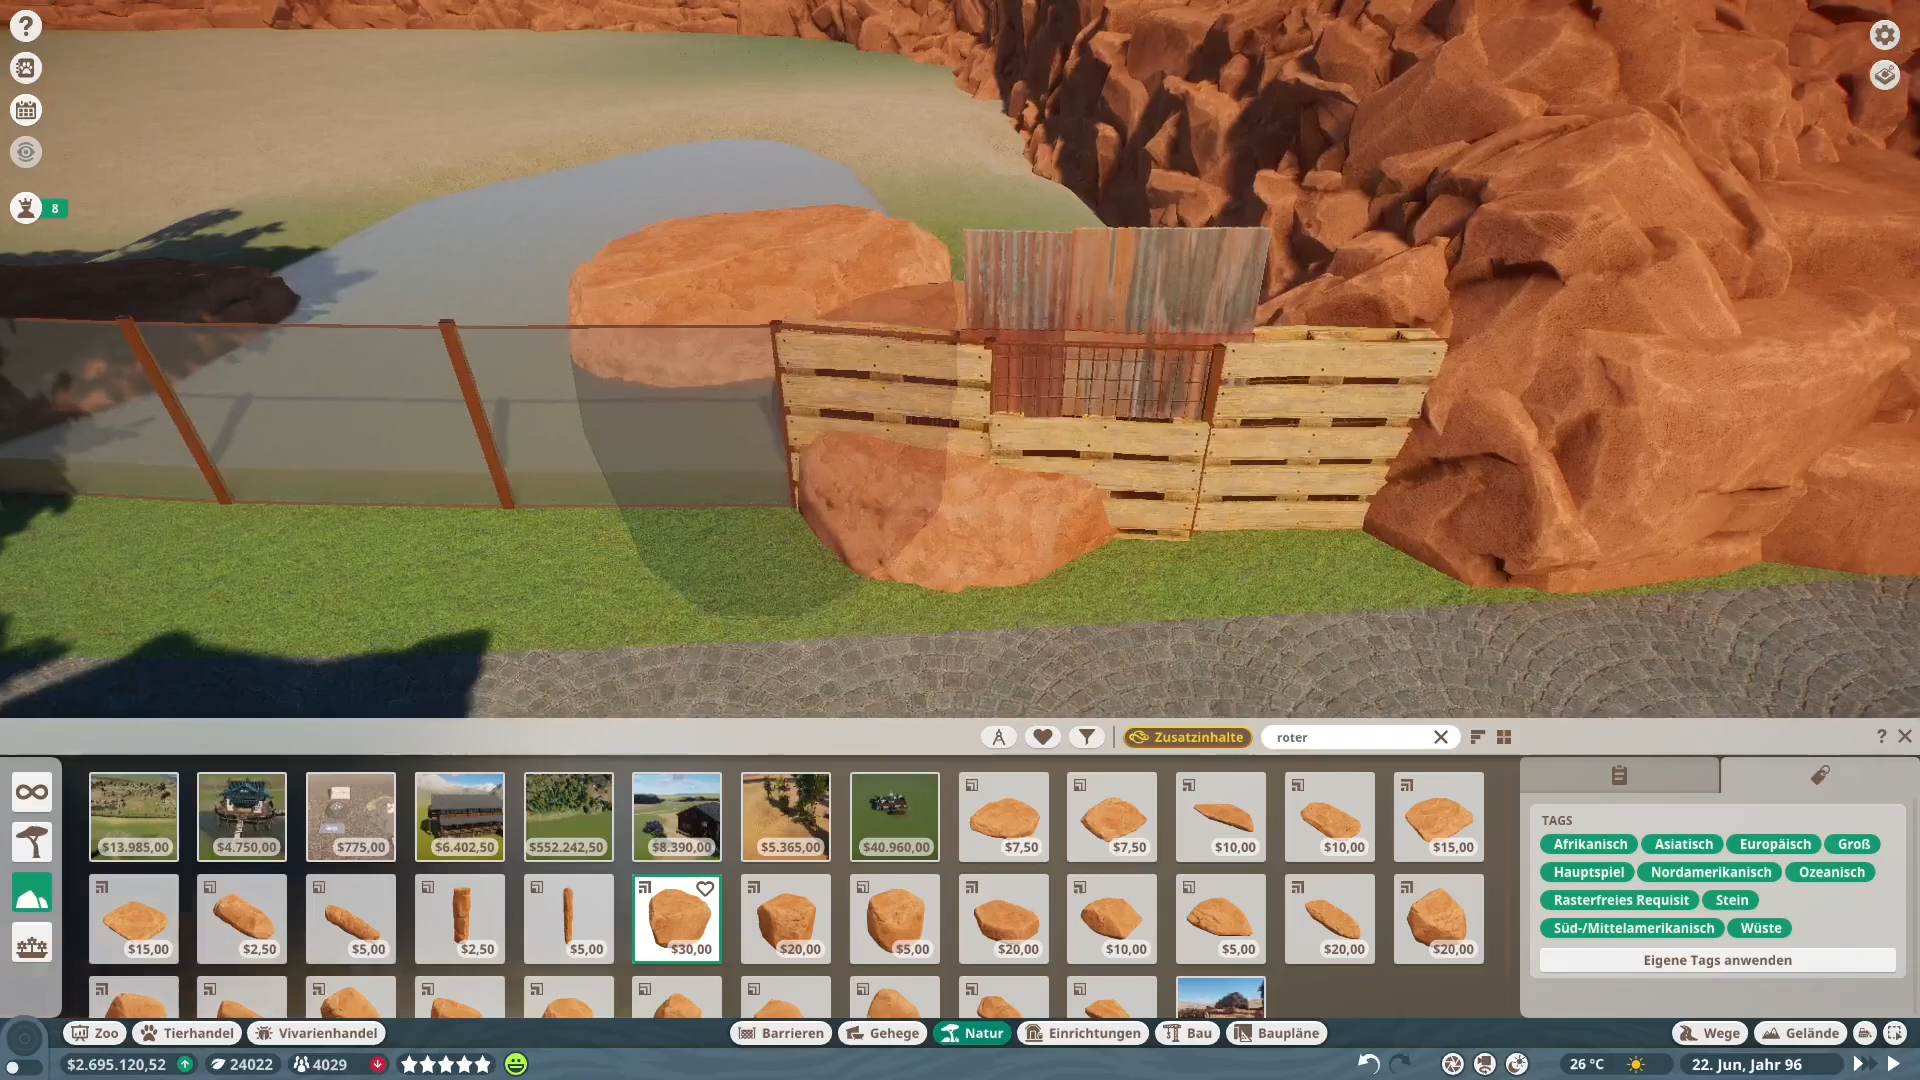 8
Zusatzinhalte
roter
?
$13.985,00
$4.750,00
$775,00
$6.402,50
$552.242,50
$8.390,00
$5.365,00
$40.960,00
$7,50
$7,50
$10,00
$10,00
$15,00
$15,00
$2,50
$5,00
$2,50
$5,00
$30,00
$20,00
$5,00
$20,00
$10,00
$5,00
$20,00
$20,00
TAGS
Afrikanisch
Asiatisch
Europäisch
Groß
Hauptspiel
Nordamerikanisch
Ozeanisch
Rasterfreies Requisit
Stein
Süd-/Mittelamerikanisch
Wüste
Eigene Tags anwenden
Zoo
Tierhandel
Vivarienhandel
Barrieren
Gehege
Natur
Einrichtungen
Bau
Baupläne
Wege
Gelände
$2.695.120,52
24022
4029
26 °C
22. Jun, Jahr 96